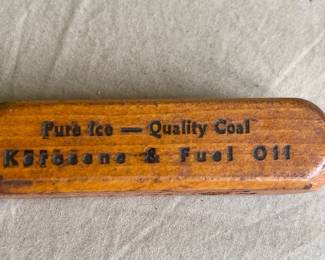 Pure Ice — Quality Coal
Kerosene & Fuel Oil